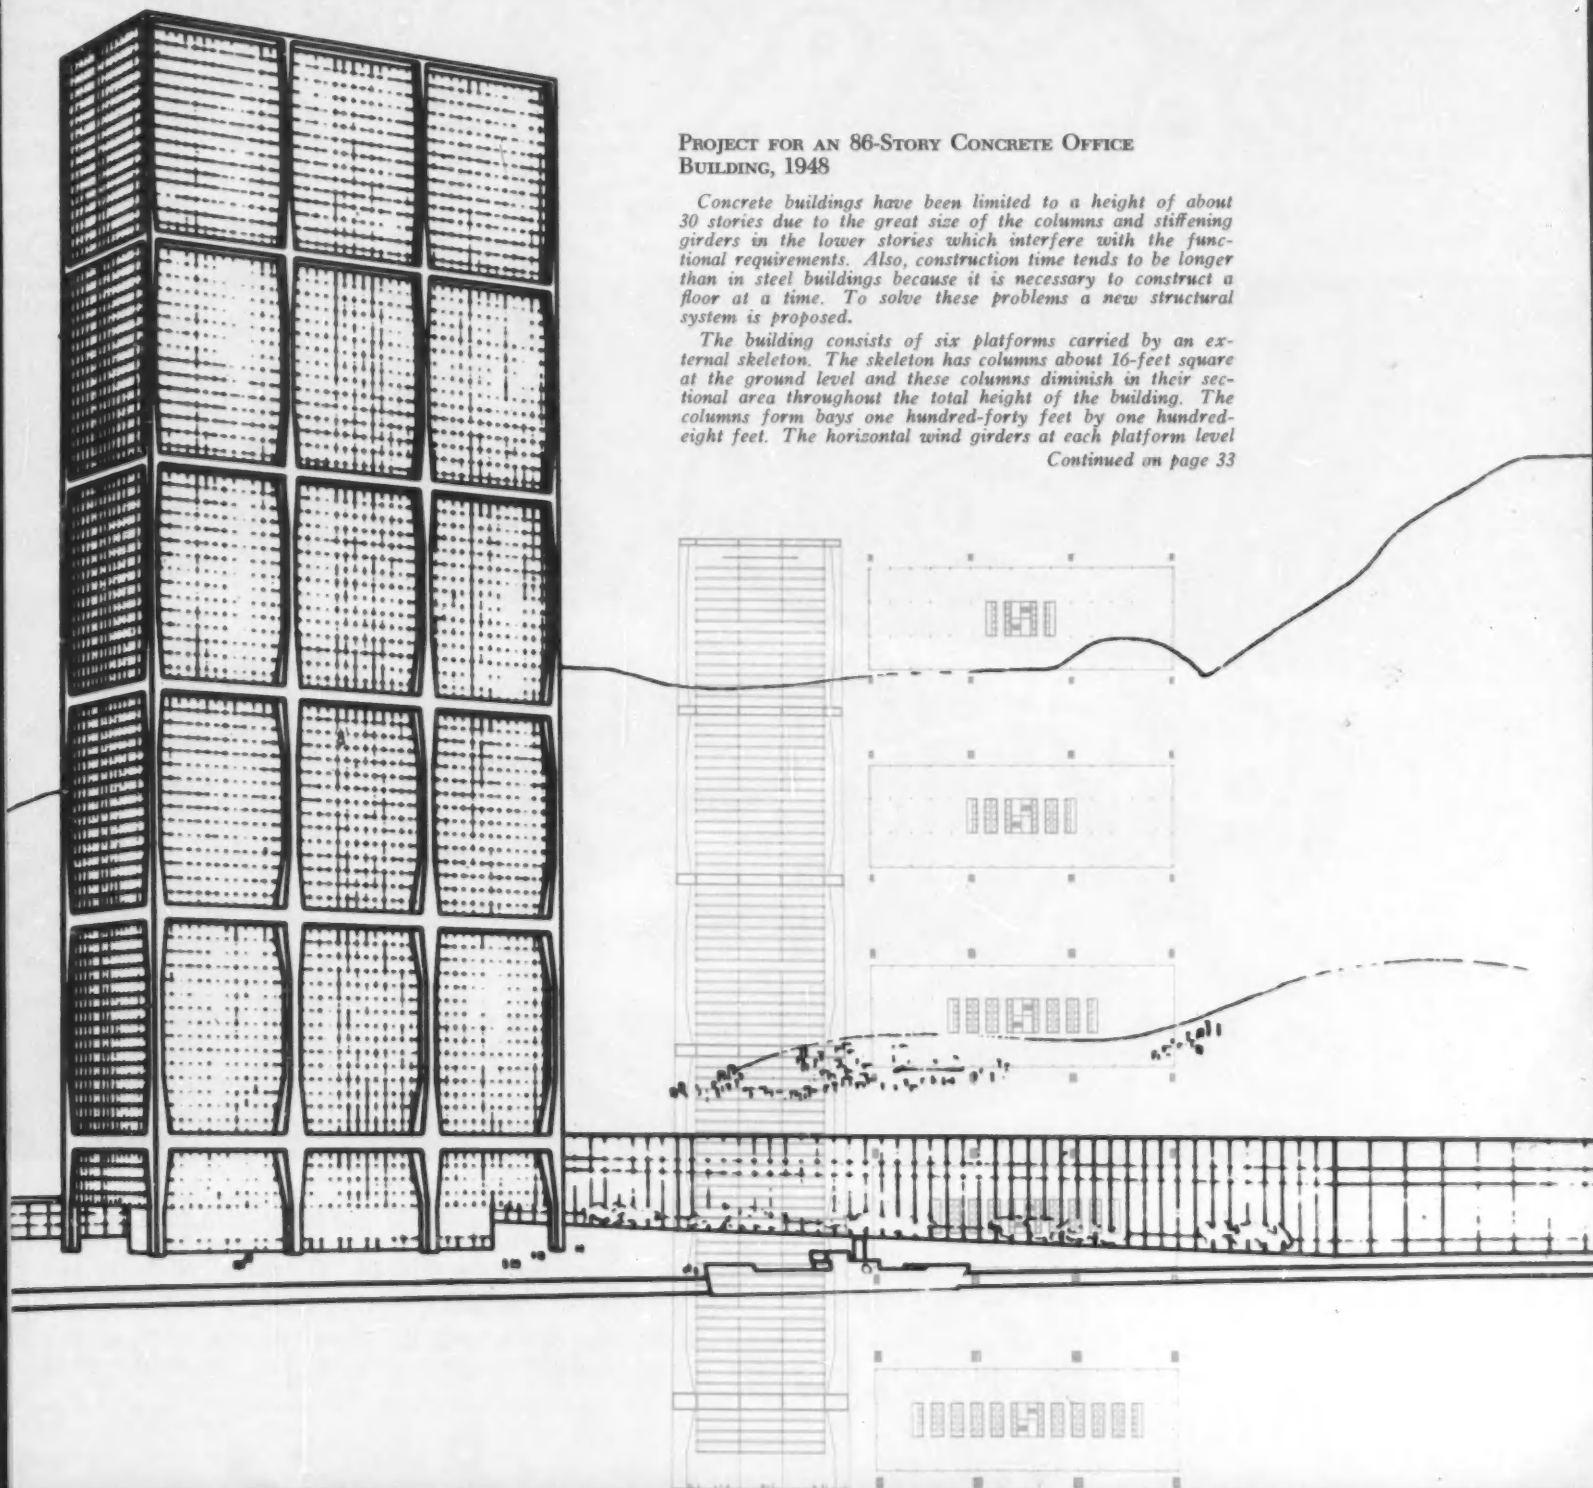 PROJECT FOR AN 86-STORY CONCRETE OFFICE
BUILDING, 1948
Concrete buildings have been limited to a height of about
30 stories due to the great size of the columns and stiffening
girders in the lower stories which interfere with the func-
tional requirements. Also, construction time tends to be longer
than in steel buildings because it is necessary to construct a
floor at a time. To solve these problems a new structural
system is proposed.
The building consists of six platforms carried by an ex-
ternal skeleton. The skeleton has columns about 16-feet square
at the ground level and these columns diminish in their sec-
tional area throughout the total height of the building. The
columns form bays one hundred-forty feet by one hundred-
eight feet. The horizontal wind girders at each platform level
Continued on page 33